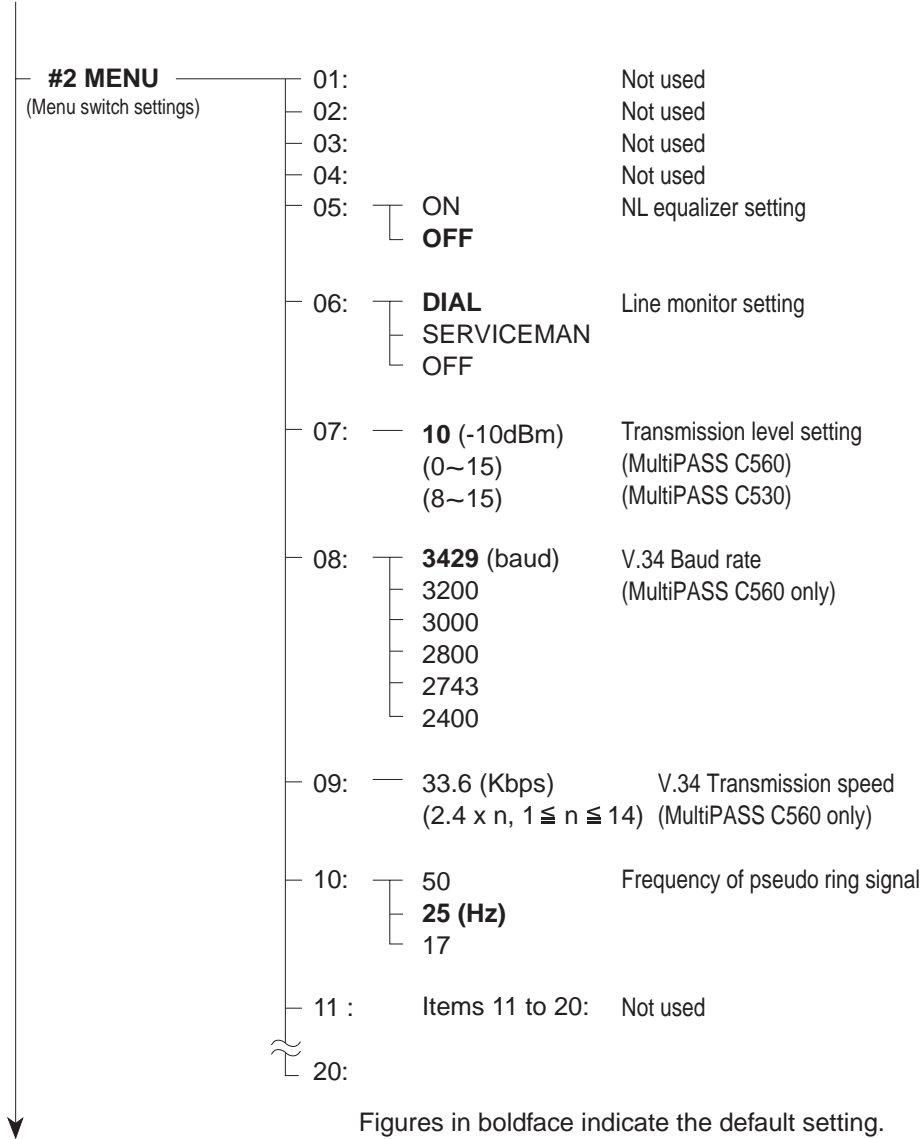 #2 MENU 01: Not used
(Menu switch settings) 02: Not used
03: Not used
04: Not used
05: ON NL equalizer setting
OFF
06: DIAL Line monitor setting
SERVICEMAN
OFF
07: 10 (-10dBm) Transmission level setting
(0~15) (MultiPASS C560)
(8~15) (MultiPASS C530)
08: 3429 (baud) V.34 Baud rate
3200 (MultiPASS C560 only)
3000
2800
2743
2400
09: 33.6 (Kbps) V.34 Transmission speed
(2.4 x n, 1≦ n ≦ 14) (MultiPASS C560 only)
10: 50 Frequency of pseudo ring signal
25 (Hz)
17
11 : Items 11 to 20: Not used
20:
Figures in boldface indicate the default setting.